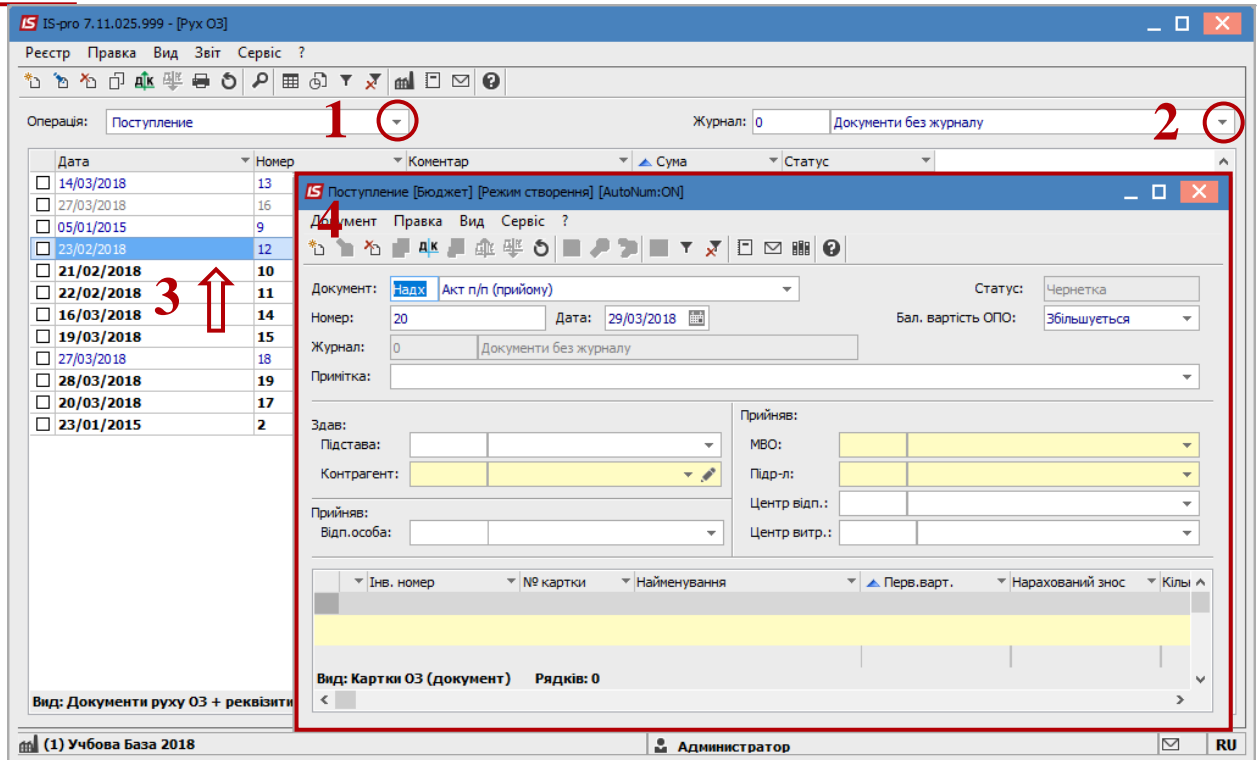 IS-pro 7.11.025.999 - [Рух ОЗ]
Реєстр Правка Вид Звіт Сервіс ?
Операція: Поступление 1 Журнал: 0 Документи без журналу 2
Дата Номер Коментар Сума Статус
14/03/2018 13
27/03/2018 16
05/01/2015 9
23/02/2018 12
21/02/2018 10
22/02/2018 11
16/03/2018 14
19/03/2018 15
27/03/2018 18
28/03/2018 19
20/03/2018 17
23/01/2015 2
3
Вид: Документи руху ОЗ + реквізити
Поступление [Бюджет] [Режим створення] [AutoNum:ON]
4
Документ Правка Вид Сервіс ?
Документ: Надх Акт п/п (прийому) Статус: Чернетка
Номер: 20 Дата: 29/03/2018 Бал. вартість ОПО: Збільшується
Журнал: 0 Документи без журналу
Примітка:
Здав:
Підстава:
Контрагент:
Прийняв:
Відп.особа:
Прийняв:
МВО:
Підр-л:
Центр відп.:
Центр витр.:
Інв. номер № картки Найменування Перв.варт. Нарахований знос Кільк
Вид: Картки ОЗ (документ) Рядків: 0
(1) Учбова База 2018 Администратор RU